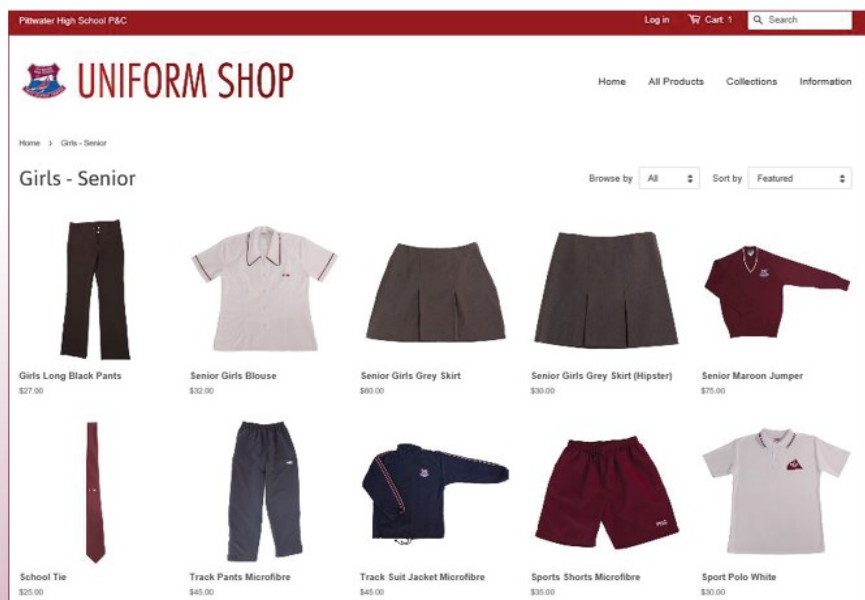 Pittwater High School P&C
Log in Cart 1 Search
UNIFORM SHOP
Home All Products Collections Information
Home > Girls - Senior
Girls - Senior
Browse by All Sort by Featured
Girls Long Black Pants Senior Girls Blouse Senior Girls Grey Skirt Senior Girls Grey Skirt (Hipster) Senior Maroon Jumper
$27.00 $32.00 $60.00 $30.00 $75.00
School Tie Track Pants Microfibre Track Suit Jacket Microfibre Sports Shorts Microfibre Sport Polo White
$25.00 $45.00 $45.00 $35.00 $30.00